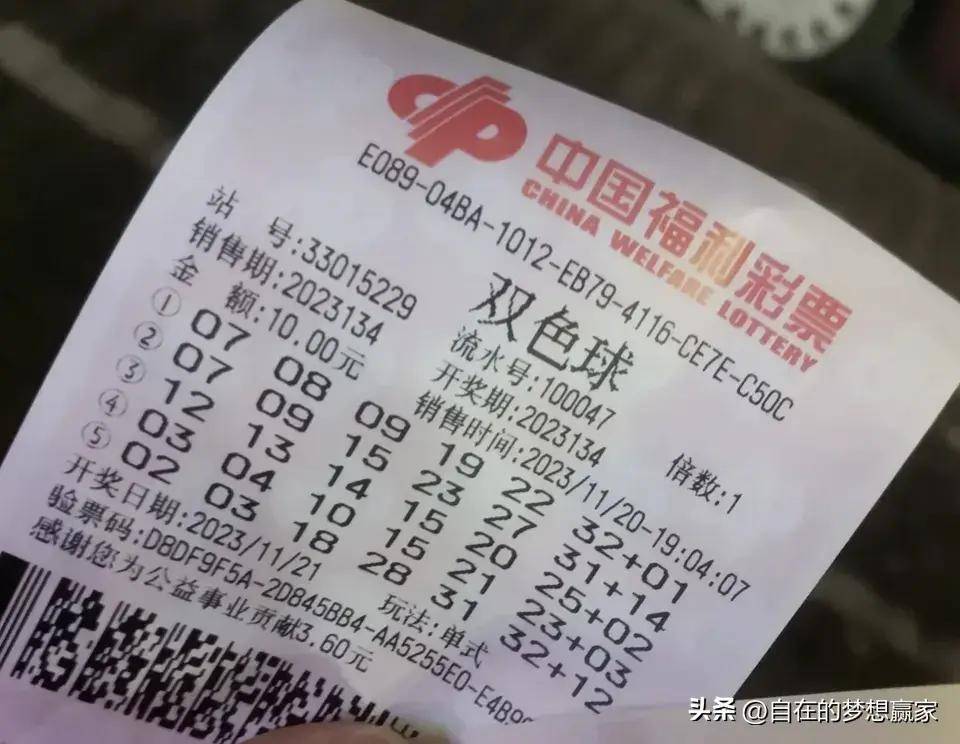 中国福利彩票
CHINA WELFARE LOTTERY
E089-04BA-1012-EB79-4116-CE7E-C50C
双色球
站 号:33015229 流水号:100047 倍数:1
销售期:2023134 开奖期:2023134
金 额:10.00元 销售时间:2023/11/20-19:04:07
① 07 08 09 19 22 32+01
② 07 09 15 23 27 31+14
③ 12 13 14 15 20 25+02
④ 03 04 10 15 21 23+03
⑤ 02 03 18 28 31 32+12
开奖日期:2023/11/21 玩法:单式
验票码:D8DF9F5A-2D845BB4-AA5255E0-E4B9
感谢您为公益事业贡献3.60元
头条 @自在的梦想赢家